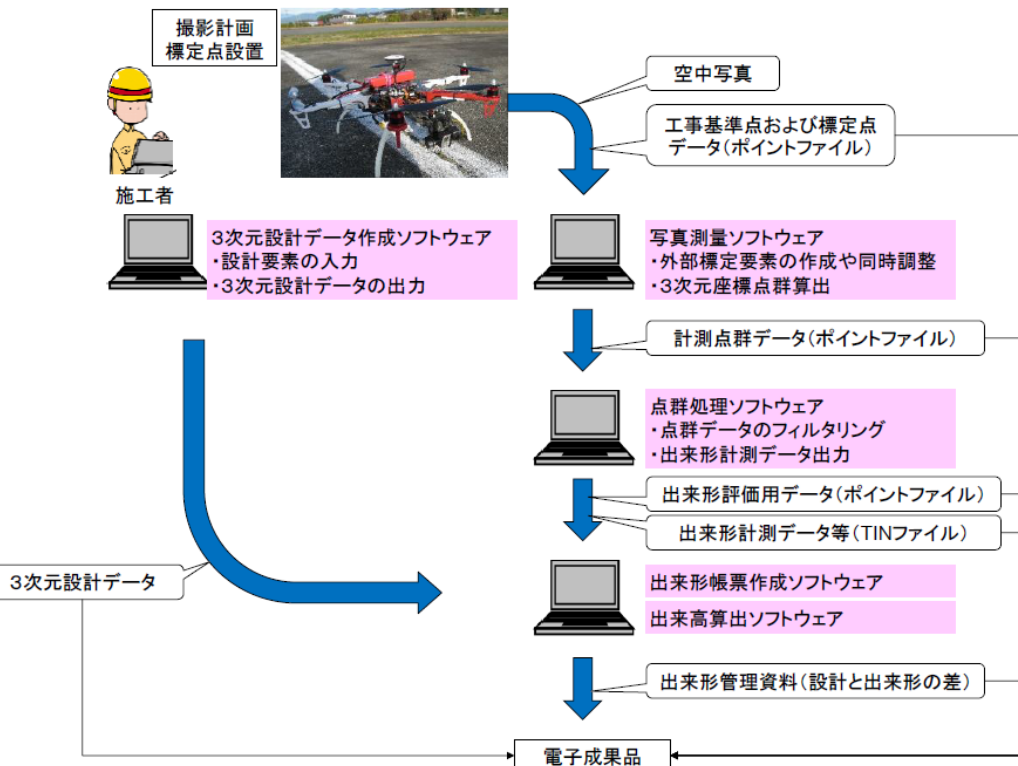 撮影計画
標定点設置
空中写真
工事基準点および標定点
データ(ポイントファイル)
施工者
3次元設計データ作成ソフトウェア
・設計要素の入力
・3次元設計データの出力
写真測量ソフトウェア
・外部標定要素の作成や同時調整
・3次元座標点群算出
計測点群データ(ポイントファイル)
点群処理ソフトウェア
・点群データのフィルタリング
・出来形計測データ出力
出来形評価用データ(ポイントファイル)
出来形計測データ等(TINファイル)
3次元設計データ
出来形帳票作成ソフトウェア
出来高算出ソフトウェア
出来形管理資料(設計と出来形の差)
電子成果品